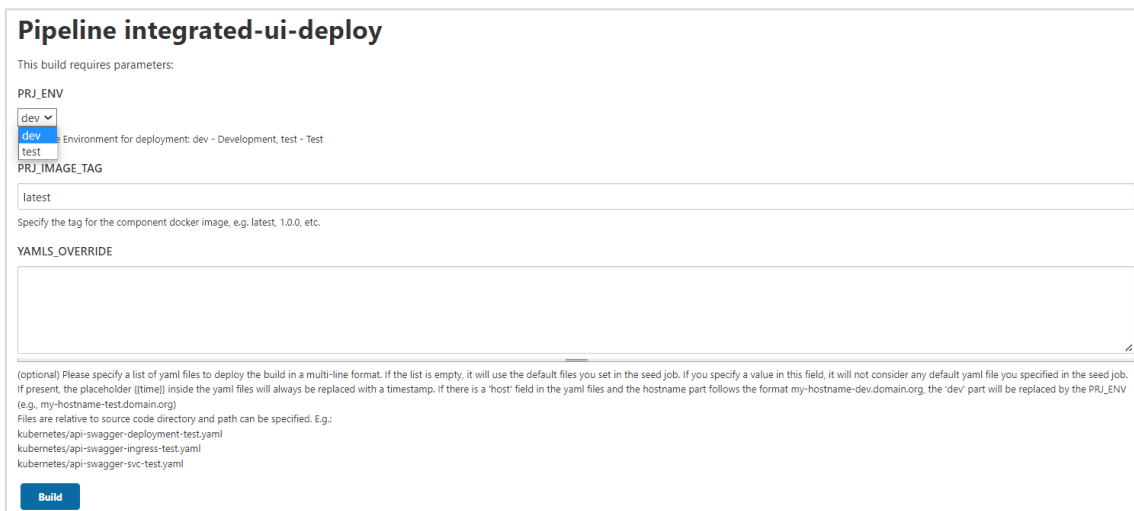 Pipeline integrated-ui-deploy
This build requires parameters:
PRJ_ENV
dev
dev
e Environment for deployment: dev - Development, test - Test
test
PRJ_IMAGE_TAG
latest
Specify the tag for the component docker image, e.g. latest, 1.0.0, etc.
YAMLS_OVERRIDE
(optional) Please specify a list of yaml files to deploy the build in a multi-line format. If the list is empty, it will use the default files you set in the seed job. If you specify a value in this field, it will not consider any default yaml file you specified in the seed job.
If present, the placeholder {{time}} inside the yaml files will always be replaced with a timestamp. If there is a 'host' field in the yaml files and the hostname part follows the format my-hostname-dev.domain.org, the 'dev' part will be replaced by the PRJ_ENV
(e.g., my-hostname-test.domain.org)
Files are relative to source code directory and path can be specified. E.g.:
kubernetes/api-swagger-deployment-test.yaml
kubernetes/api-swagger-ingress-test.yaml
kubernetes/api-swagger-svc-test.yaml
Build